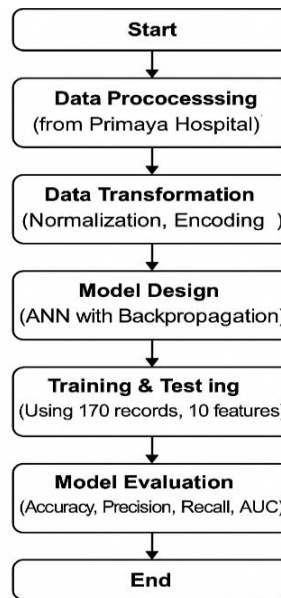 Start
Data Prococesssing
(from Primaya Hospital)
Data Transformation
(Normalization, Encoding )
Model Design
(ANN with Backpropagation)
Training & Test ing
(Using 170 records, 10 features)
Model Evaluation
(Accuracy, Precision, Recall, AUC)
End